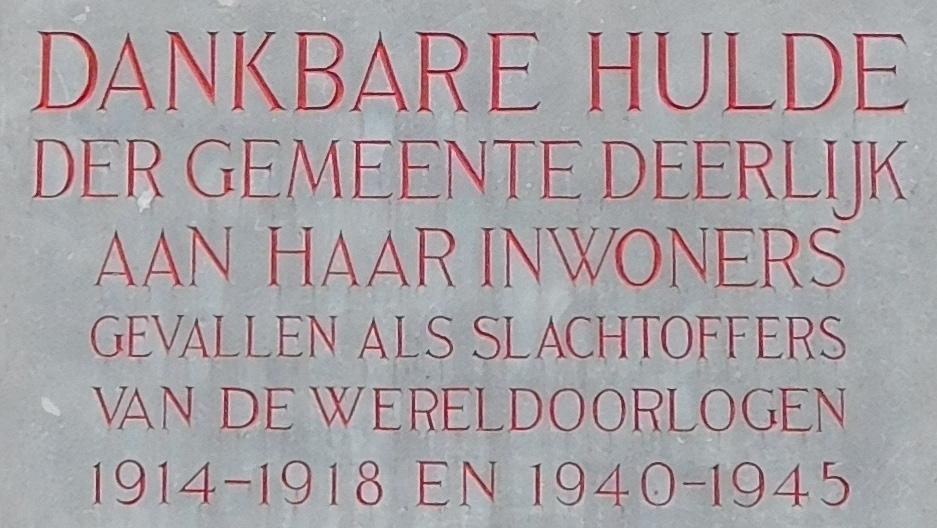 DANKBARE HULDE
DER GEMEENTE DEERLIJK
AAN HAAR INWONERS
GEVALLEN ALS SLACHTOFFERS
VAN DE WERELDOORLOGEN
1914-1918 EN 1940-1945